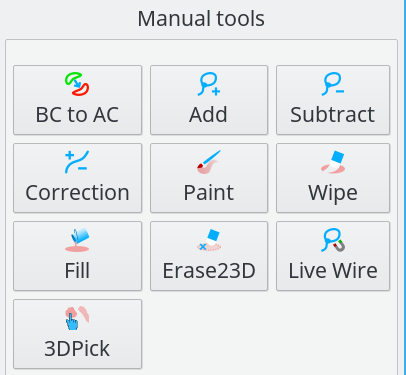 Manual tools
BC to AC
Add
Subtract
Correction
Paint
Wipe
Fill
Erase23D
Live Wire
3DPick